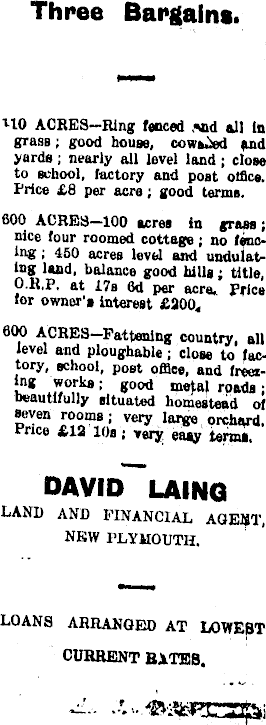 Three Bargains.
110 ACRES—Ring fenced and all in
grass; good house, cowshed and
yards; nearly all level land; close
to school, factory and post office.
Price £8 per acre; good terms.
600 ACRES—100 acres in grass;
nice four roomed cottage; no fenc-
ing; 450 acres level and undulat-
ing land, balance good hills; title,
O.R.P. at 17s 6d per acre. Price
for owner's interest £200.
600 ACRES—Fattening country, all
level and ploughable; close to fac-
tory, school, post office, and freez-
ing works; good metal roads;
beautifully situated homestead of
seven rooms; very large orchard.
Price £12 10s; very easy terms.
DAVID LAING
LAND AND FINANCIAL AGENT,
NEW PLYMOUTH.
LOANS ARRANGED AT LOWEST
CURRENT RATES.